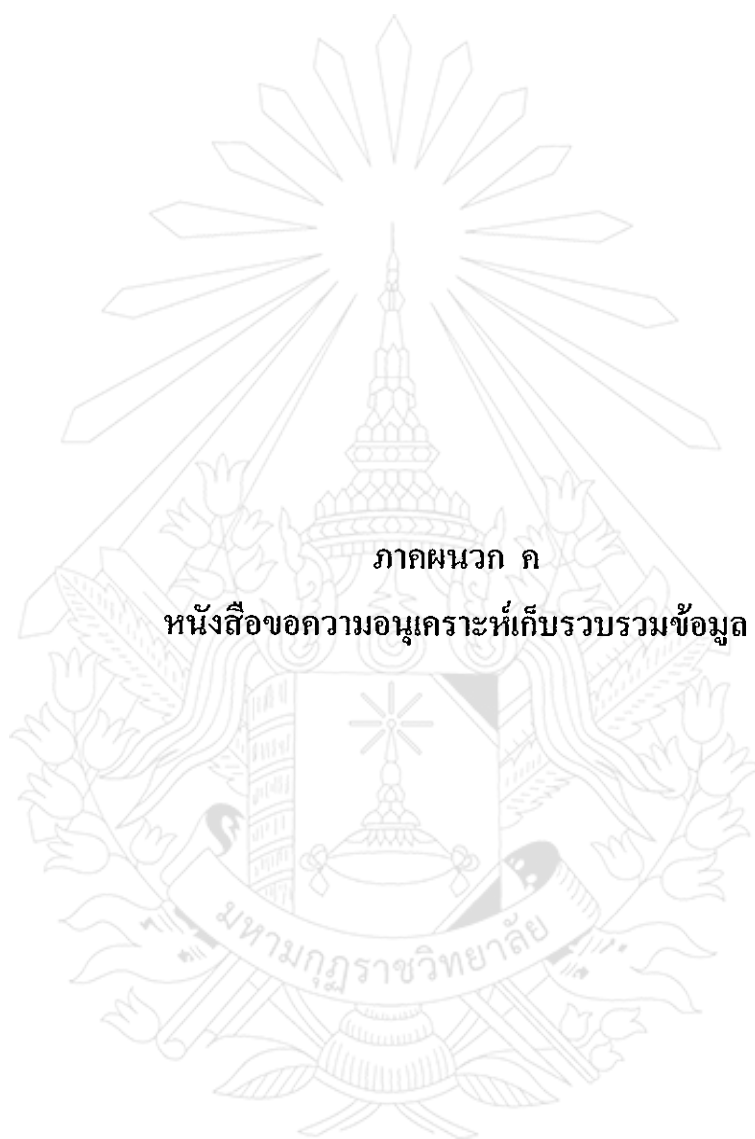 ภาคผนวก ค
หนังสือขอความอนุเคราะห์เก็บรวบรวมข้อมูล
มหามกุฏราชวิทยาลัย